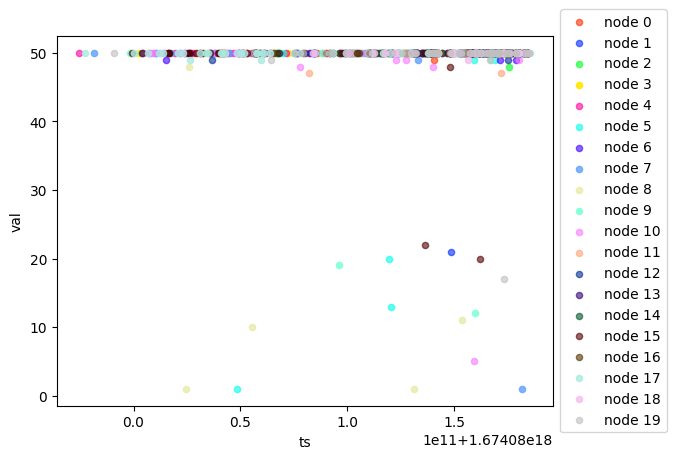 val
50
40
30
20
10
0
0.0 0.5 1.0 1.5
ts
1e11+1.67408e18
node 0
node 1
node 2
node 3
node 4
node 5
node 6
node 7
node 8
node 9
node 10
node 11
node 12
node 13
node 14
node 15
node 16
node 17
node 18
node 19